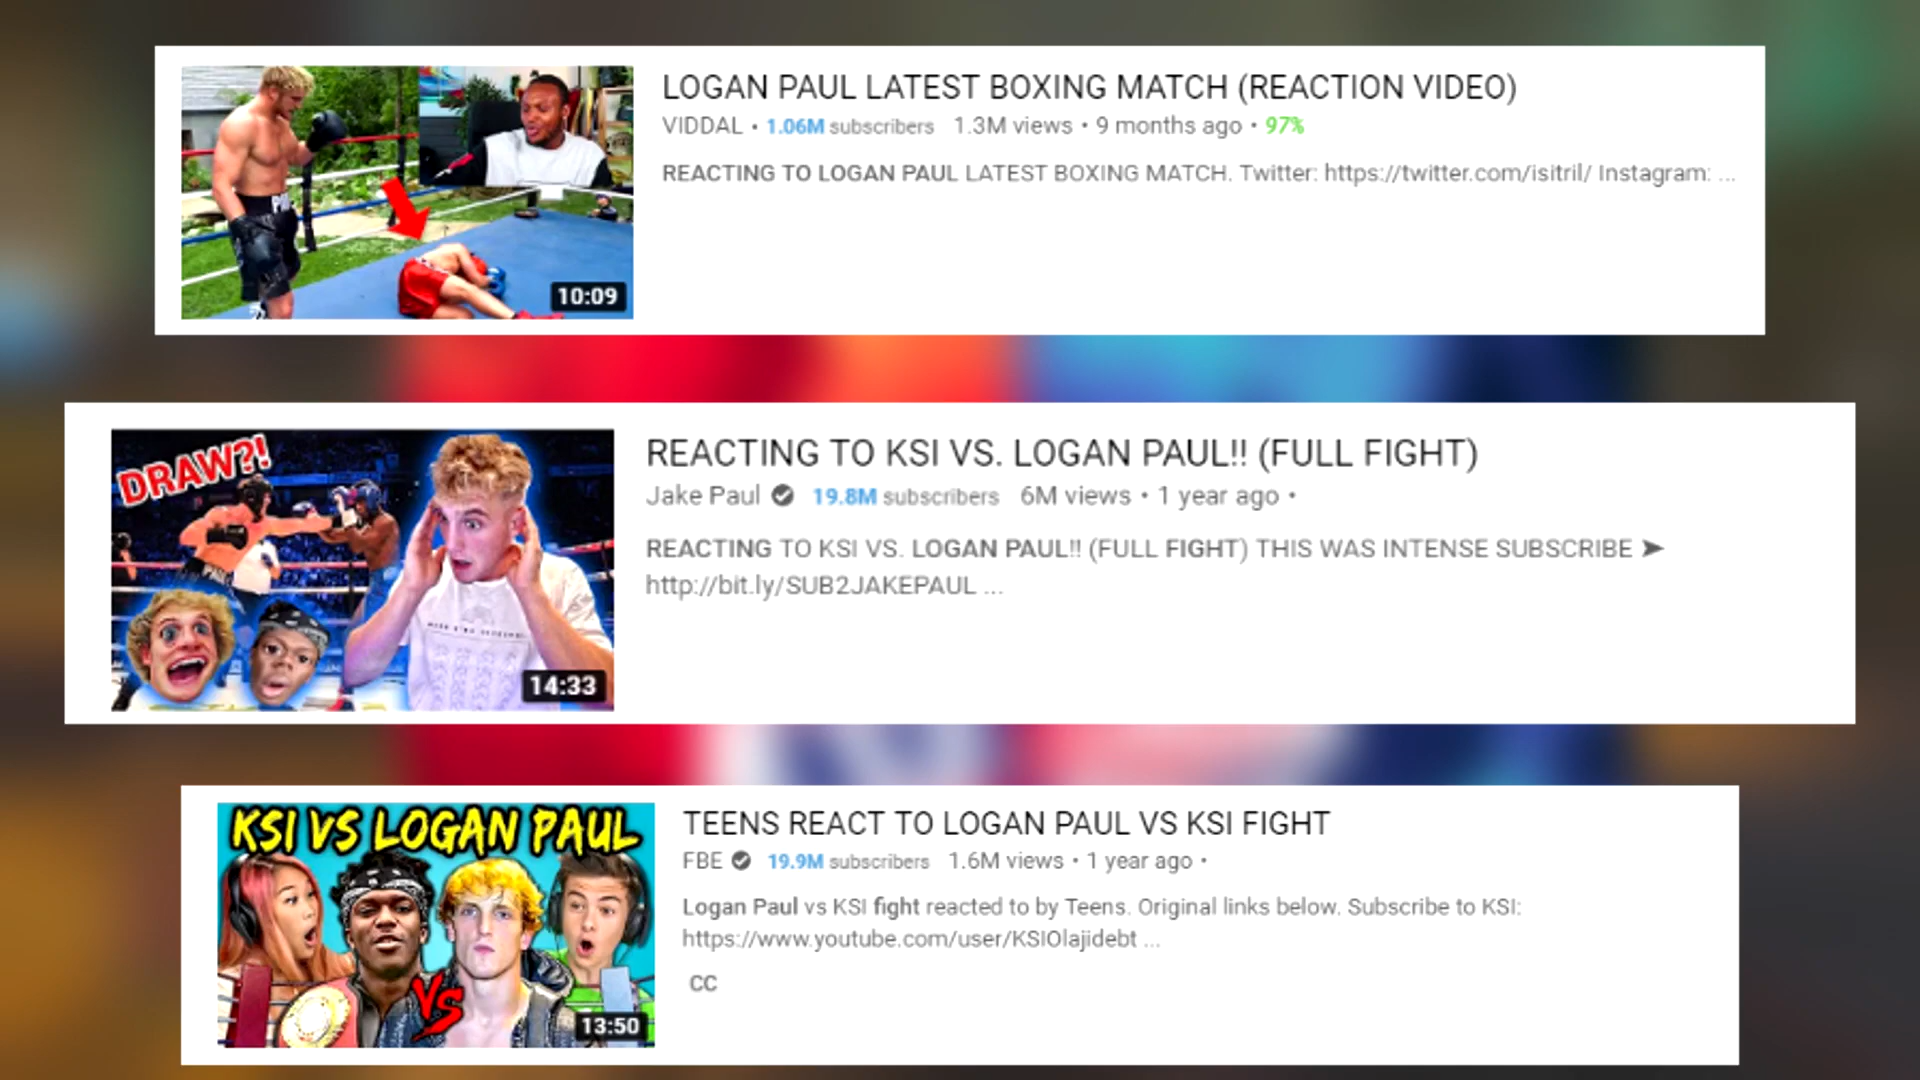 LOGAN PAUL LATEST BOXING MATCH (REACTION VIDEO)
VIDDAL • 1.06M subscribers 1.3M views • 9 months ago • 97%
REACTING TO LOGAN PAUL LATEST BOXING MATCH. Twitter: https://twitter.com/isitril/ Instagram: ...
10:09
DRAW?!
REACTING TO KSI VS. LOGAN PAUL!! (FULL FIGHT)
Jake Paul 19.8M subscribers 6M views • 1 year ago •
REACTING TO KSI VS. LOGAN PAUL!! (FULL FIGHT) THIS WAS INTENSE SUBSCRIBE ➤
http://bit.ly/SUB2JAKEPAUL ...
14:33
KSI VS LOGAN PAUL
VS
13:50
TEENS REACT TO LOGAN PAUL VS KSI FIGHT
FBE 19.9M subscribers 1.6M views • 1 year ago •
Logan Paul vs KSI fight reacted to by Teens. Original links below. Subscribe to KSI:
https://www.youtube.com/user/KSIOlajidebt ...
CC